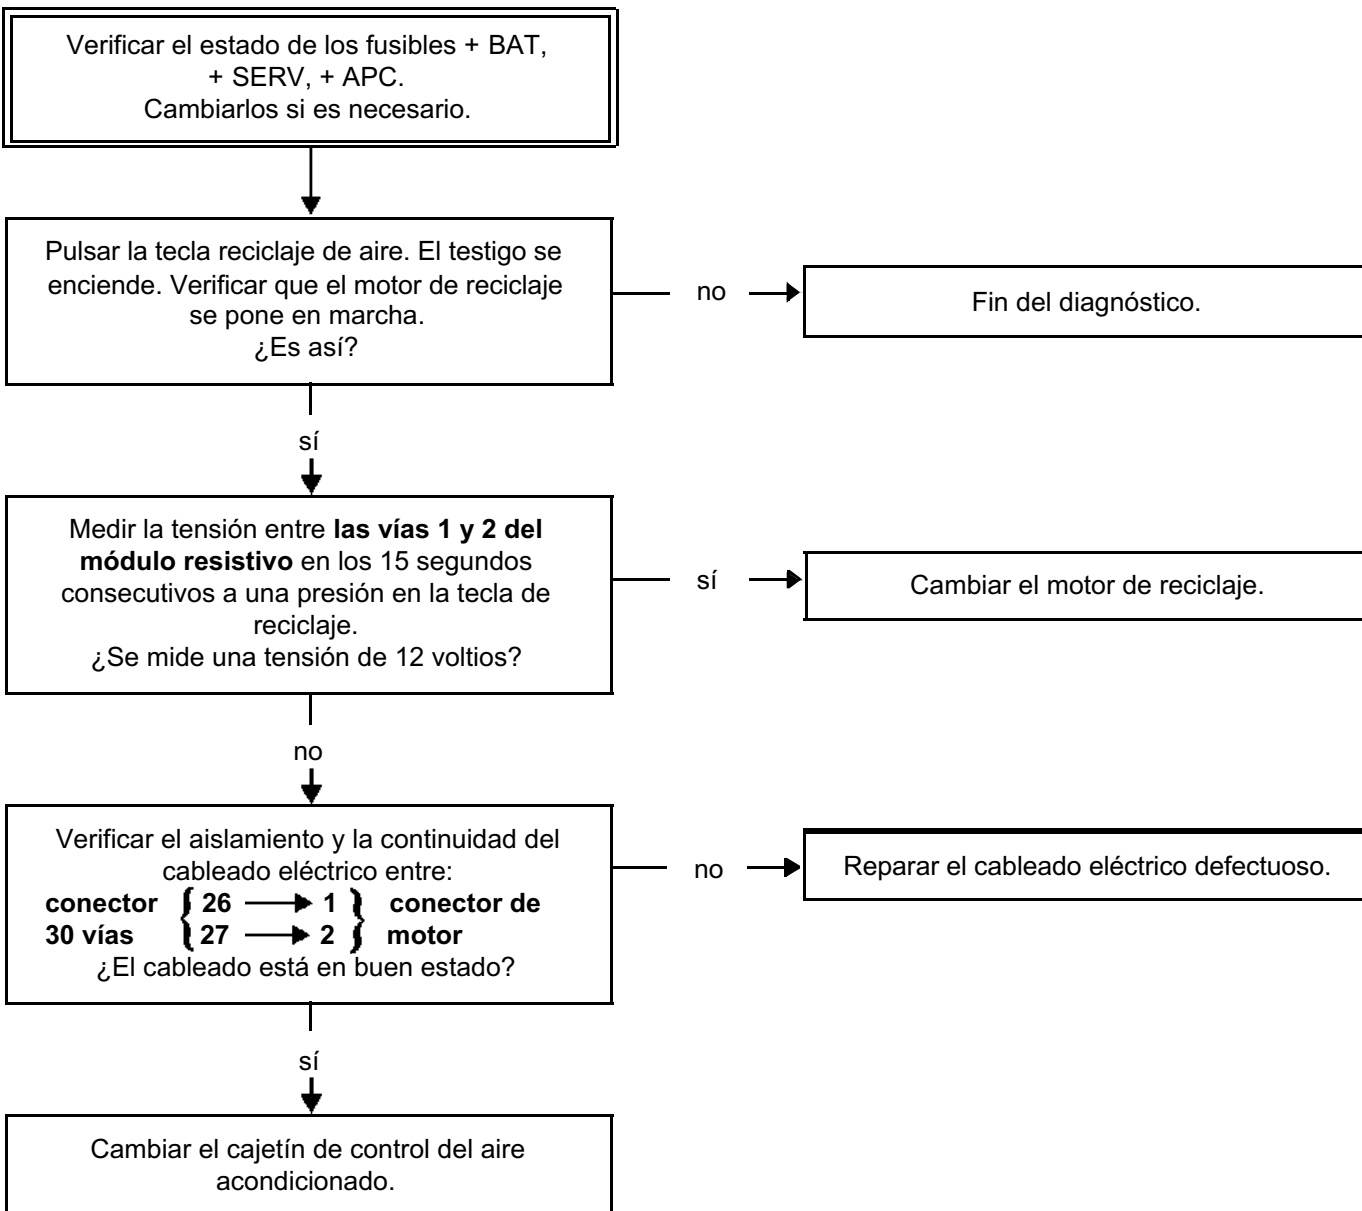 Verificar el estado de los fusibles + BAT,
+ SERV, + APC.
Cambiarlos si es necesario.
Pulsar la tecla reciclaje de aire. El testigo se
enciende. Verificar que el motor de reciclaje
se pone en marcha.
¿Es así?
no
Fin del diagnóstico.
sí
Medir la tensión entre las vías 1 y 2 del
módulo resistivo en los 15 segundos
consecutivos a una presión en la tecla de
reciclaje.
¿Se mide una tensión de 12 voltios?
sí
Cambiar el motor de reciclaje.
no
Verificar el aislamiento y la continuidad del
cableado eléctrico entre:
conector { 26 → 1 } conector de
30 vías { 27 → 2 } motor
¿El cableado está en buen estado?
no
Reparar el cableado eléctrico defectuoso.
sí
Cambiar el cajetín de control del aire
acondicionado.